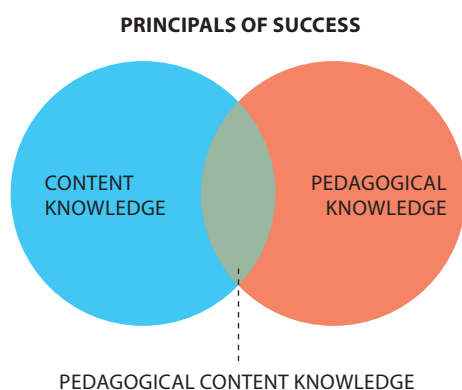 PRINCIPALS OF SUCCESS
CONTENT
KNOWLEDGE
PEDAGOGICAL
KNOWLEDGE
PEDAGOGICAL CONTENT KNOWLEDGE